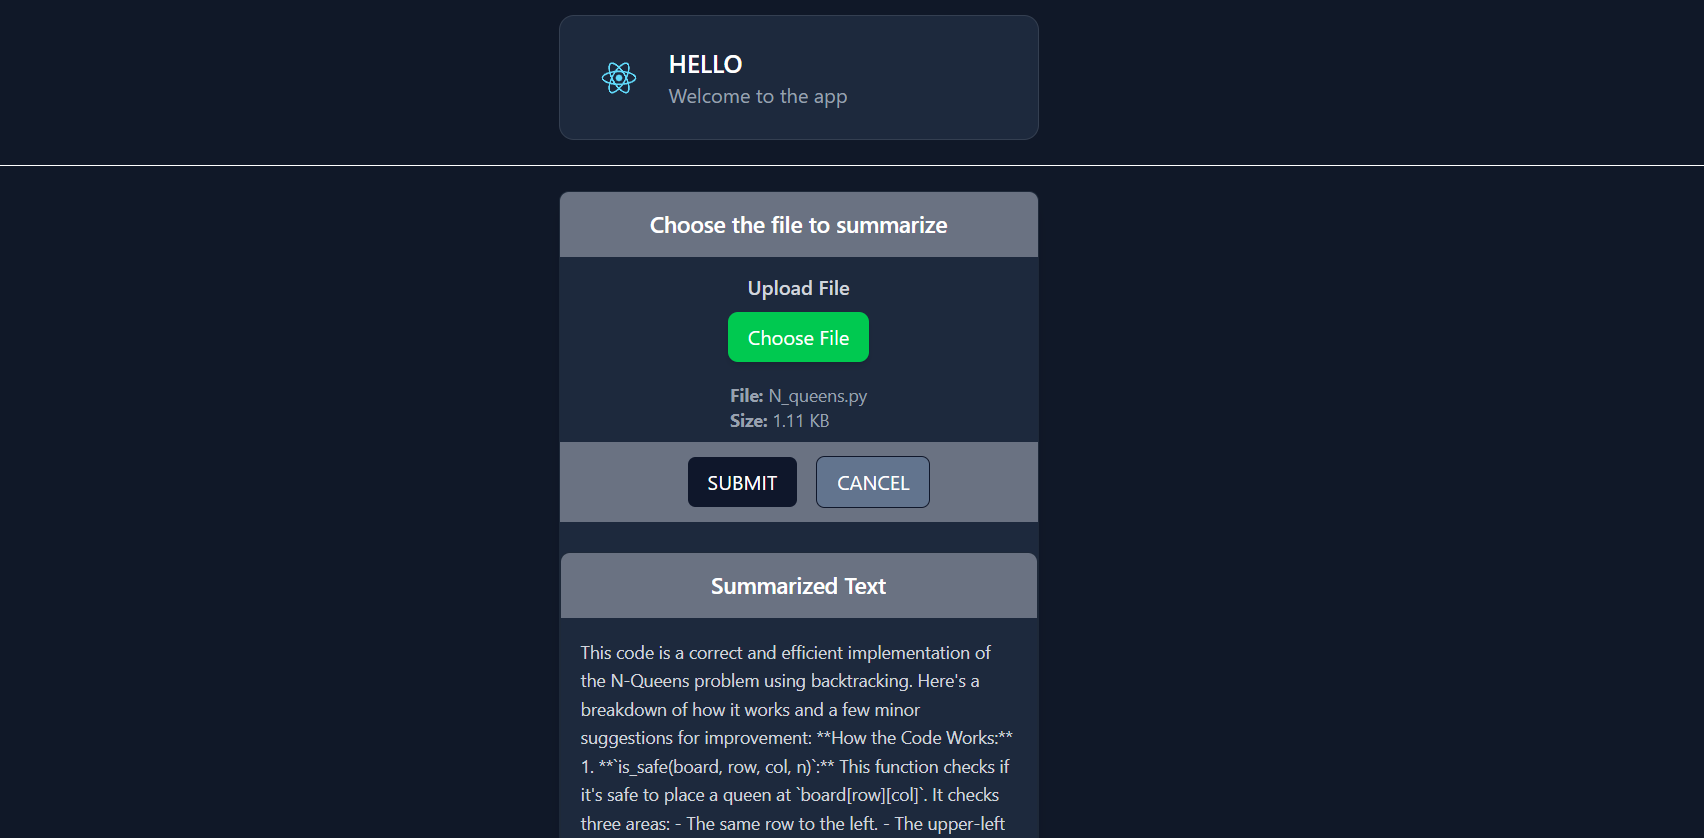 HELLO
Welcome to the app
Choose the file to summarize
Upload File
Choose File
File: N_queens.py
Size: 1.11 KB
SUBMIT CANCEL
Summarized Text
This code is a correct and efficient implementation of
the N-Queens problem using backtracking. Here's a
breakdown of how it works and a few minor
suggestions for improvement: **How the Code Works:**
1. **`is_safe(board, row, col, n)`:** This function checks if
it's safe to place a queen at `board[row][col]`. It checks
three areas: - The same row to the left. - The upper-left